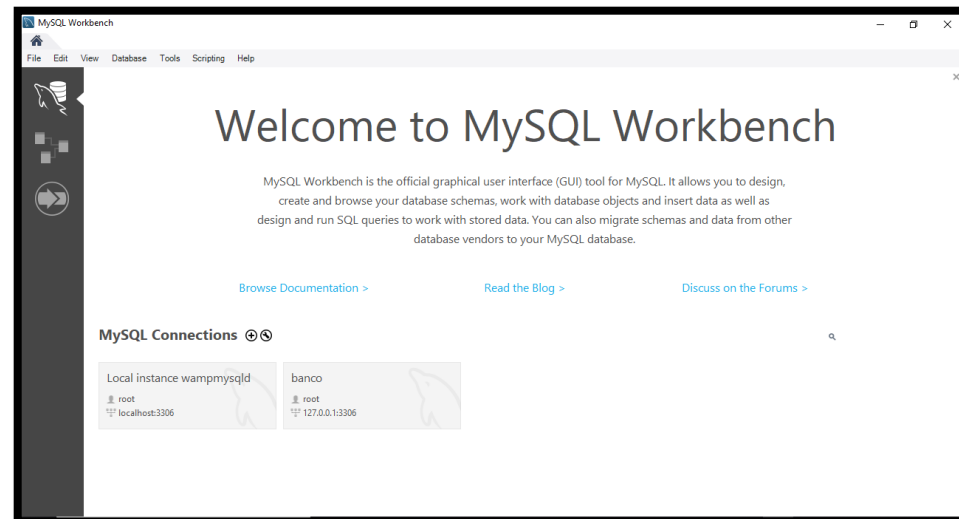 MySQL Workbench
File Edit View Database Tools Scripting Help
Welcome to MySQL Workbench
MySQL Workbench is the official graphical user interface (GUI) tool for MySQL. It allows you to design,
create and browse your database schemas, work with database objects and insert data as well as
design and run SQL queries to work with stored data. You can also migrate schemas and data from other
database vendors to your MySQL database.
Browse Documentation > Read the Blog > Discuss on the Forums >
MySQL Connections
Local instance wampmysqld
root
localhost:3306
banco
root
127.0.0.1:3306